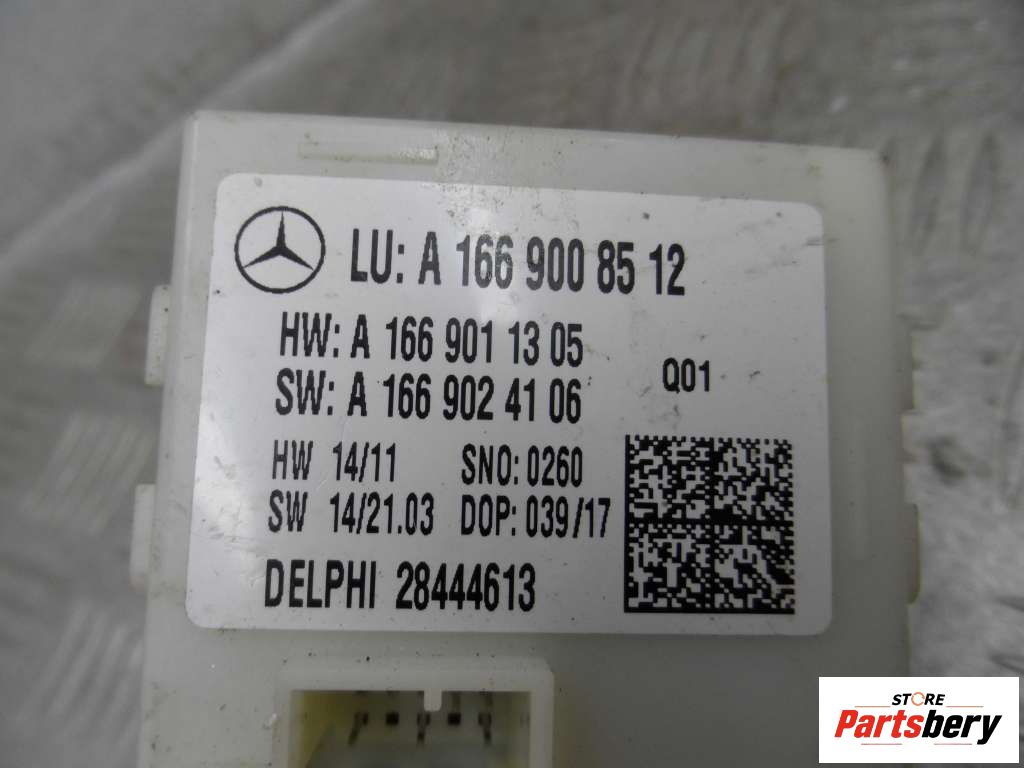 LU: A 166 900 85 12
HW: A 166 901 13 05
SW: A 166 902 41 06
Q01
HW 14/11 SNO: 0260
SW 14/21.03 DOP: 039/17
DELPHI 28444613
STORE
Partsbery